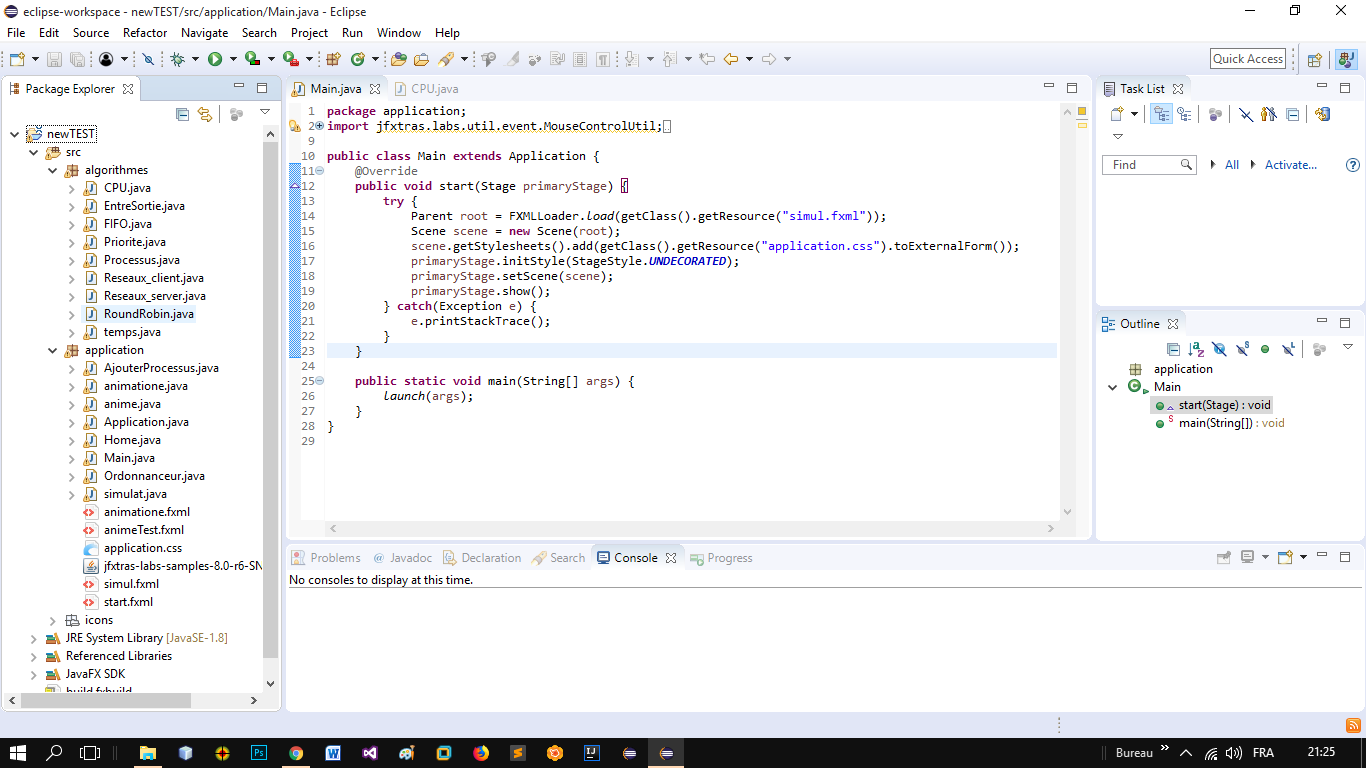 eclipse-workspace - newTEST/src/application/Main.java - Eclipse
File Edit Source Refactor Navigate Search Project Run Window Help
Quick Access
Package Explorer
newTEST
src
algorithmes
CPU.java
EntreSortie.java
FIFO.java
Priorite.java
Processus.java
Reseaux_client.java
Reseaux_server.java
RoundRobin.java
temps.java
application
AjouterProcessus.java
animatione.java
anime.java
Application.java
Home.java
Main.java
Ordonnanceur.java
simulat.java
animatione.fxml
animeTest.fxml
application.css
jfxtras-labs-samples-8.0-r6-SN
simul.fxml
start.fxml
icons
JRE System Library [JavaSE-1.8]
Referenced Libraries
JavaFX SDK
build.fxbuild
Main.java CPU.java
1 package application;
2 import jfxtras.labs.util.event.MouseControlUtil;
9
10 public class Main extends Application {
11 @Override
12 public void start(Stage primaryStage) {
13 try {
14 Parent root = FXMLLoader.load(getClass().getResource("simul.fxml"));
15 Scene scene = new Scene(root);
16 scene.getStylesheets().add(getClass().getResource("application.css").toExternalForm());
17 primaryStage.initStyle(StageStyle.UNDECORATED);
18 primaryStage.setScene(scene);
19 primaryStage.show();
20 } catch(Exception e) {
21 e.printStackTrace();
22 }
23 }
24
25 public static void main(String[] args) {
26 launch(args);
27 }
28 }
29
Task List
Find All Activate...
Outline
application
Main
start(Stage) : void
main(String[]) : void
Problems @ Javadoc Declaration Search Console Progress
No consoles to display at this time.
Bureau FRA 21:25